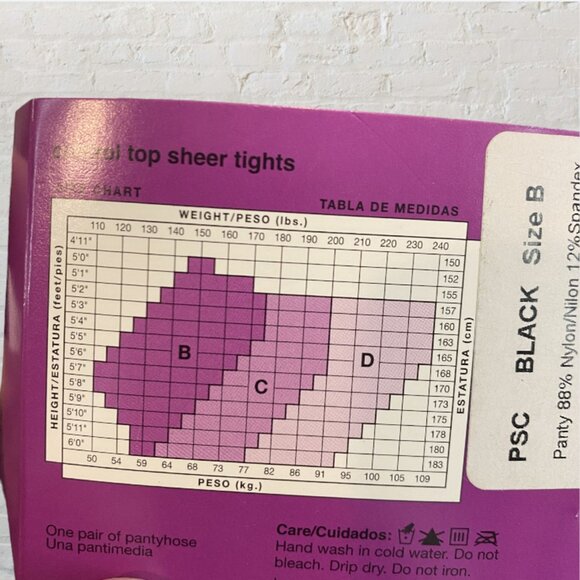 top sheer tights
CHART
TABLA DE MEDIDAS
WEIGHT/PESO (lbs.)
110 120 130 140 150 160 170 180 190 200 210 220 230 240
HEIGHT/ESTATURA (feet/pies)
4'11"
5'0"
5'1"
5'2"
5'3"
5'4"
5'5"
5'6"
5'7"
5'8"
5'9"
5'10"
5'11"
6'0"
B
C
D
150
152
155
157
160
163
165
168
170
173
175
178
180
183
ESTATURA (cm)
50 54 59 64 68 73 77 82 86 91 95 100 105 109
PESO (kg.)
One pair of pantyhose
Una pantimedia
Care/Cuidados:
Hand wash in cold water. Do not
bleach. Drip dry. Do not iron.
PSC BLACK Size B
Panty 88% Nylon/Nilon 12%Spandex